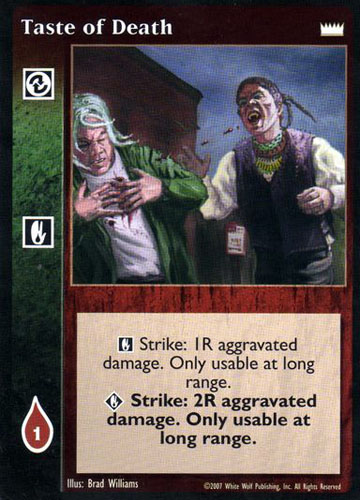 Taste of Death
Strike: 1R aggravated
damage. Only usable at long
range.
Strike: 2R aggravated
damage. Only usable at
long range.
1
Illus: Brad Williams
©2007 White Wolf Publishing, Inc. All Rights Reserved